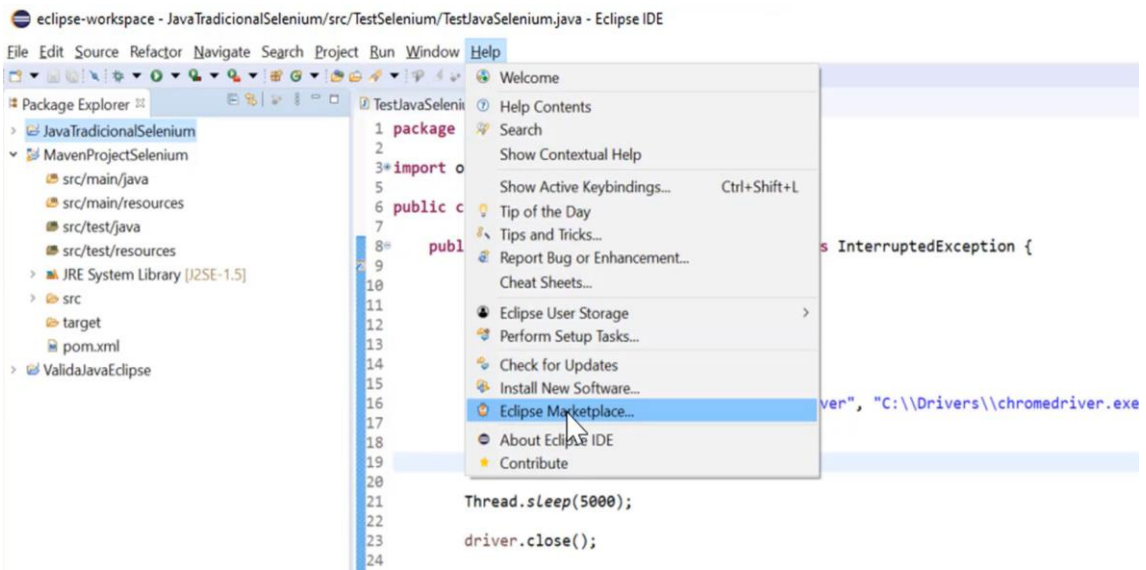 eclipse-workspace - JavaTradicionalSelenium/src/TestSelenium/TestJavaSelenium.java - Eclipse IDE
File Edit Source Refactor Navigate Search Project Run Window Help
Package Explorer
JavaTradicionalSelenium
MavenProjectSelenium
src/main/java
src/main/resources
src/test/java
src/test/resources
JRE System Library [J2SE-1.5]
src
target
pom.xml
ValidaJavaEclipse
Welcome
Help Contents
Search
Show Contextual Help
Show Active Keybindings... Ctrl+Shift+L
Tip of the Day
Tips and Tricks...
Report Bug or Enhancement...
Cheat Sheets...
Eclipse User Storage
Perform Setup Tasks...
Check for Updates
Install New Software...
Eclipse Marketplace...
About Eclipse IDE
Contribute
TestJavaSeleni
1 package
2
3 import o
5
6 public c
7
8 publ s InterruptedException {
9
10
11
12
13
14
15
16 ver", "C:\\Drivers\\chromedriver.exe
17
18
19
20
21 Thread.sleep(5000);
22
23 driver.close();
24